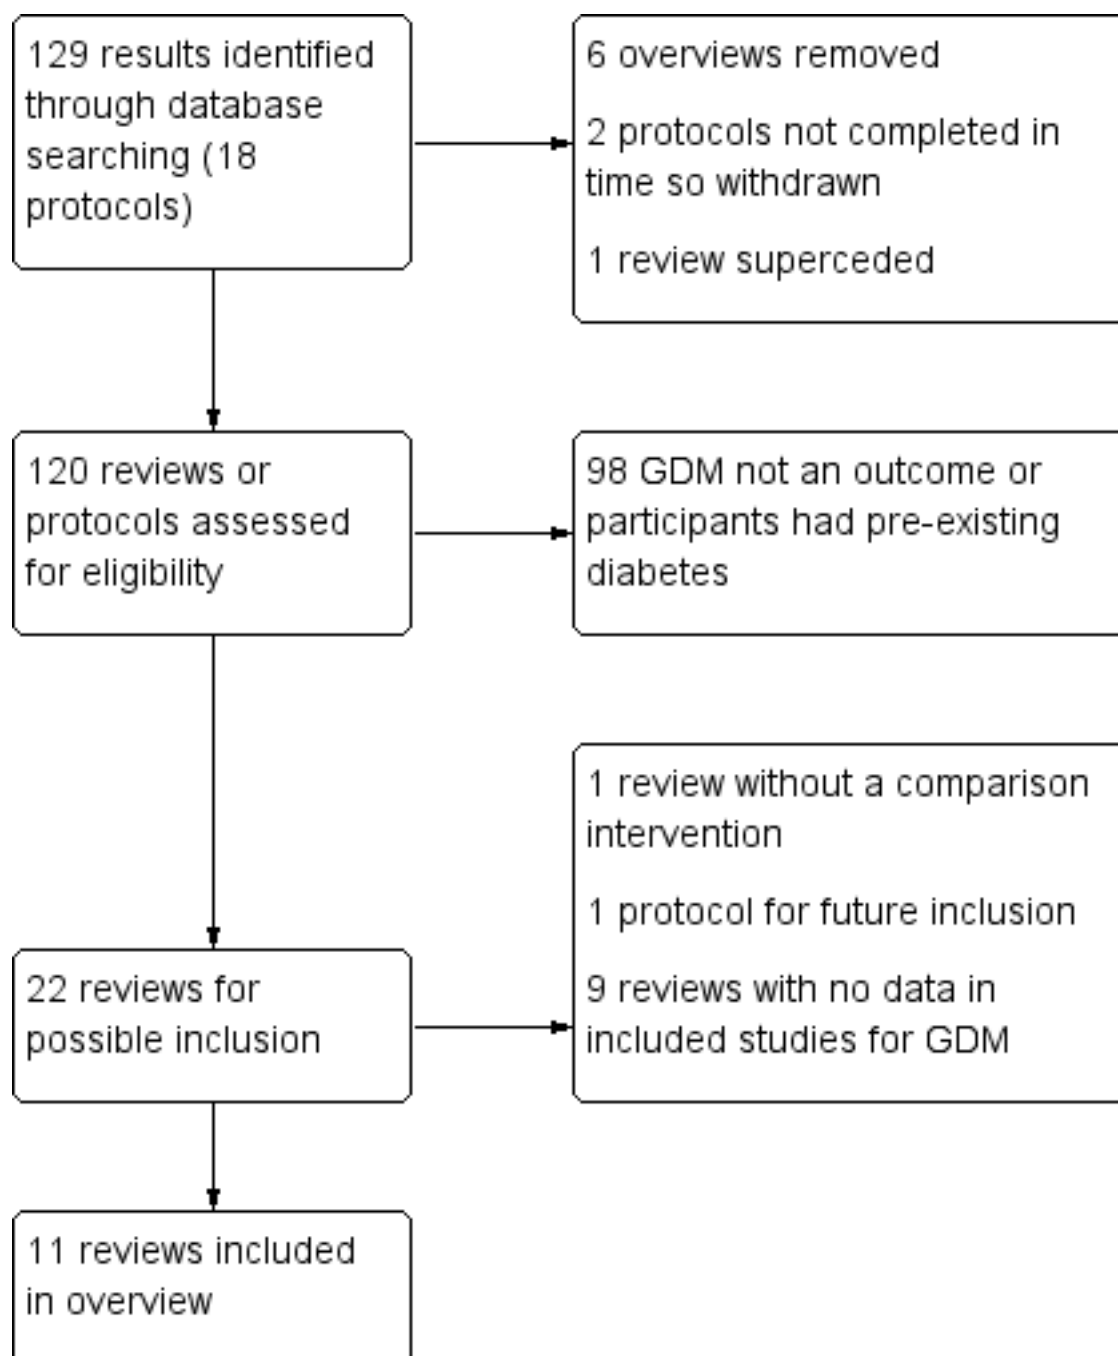 129 results identified
through database
searching (18
protocols)
6 overviews removed
2 protocols not completed in
time so withdrawn
1 review superceded
120 reviews or
protocols assessed
for eligibility
98 GDM not an outcome or
participants had pre-existing
diabetes
1 review without a comparison
intervention
1 protocol for future inclusion
9 reviews with no data in
included studies for GDM
22 reviews for
possible inclusion
11 reviews included
in overview